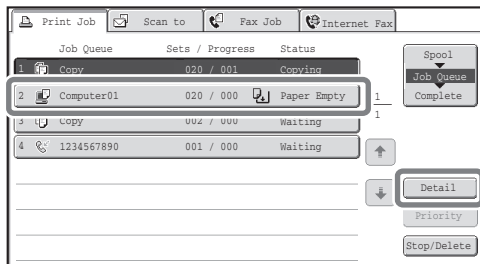 Print Job Scan to Fax Job Internet Fax
Job Queue Sets / Progress Status
1 Copy 020 / 001 Copying
2 Computer01 020 / 000 Paper Empty
3 Copy 002 / 000 Waiting
4 1234567890 001 / 000 Waiting
1
1
Spool
Job Queue
Complete
Detail
Priority
Stop/Delete